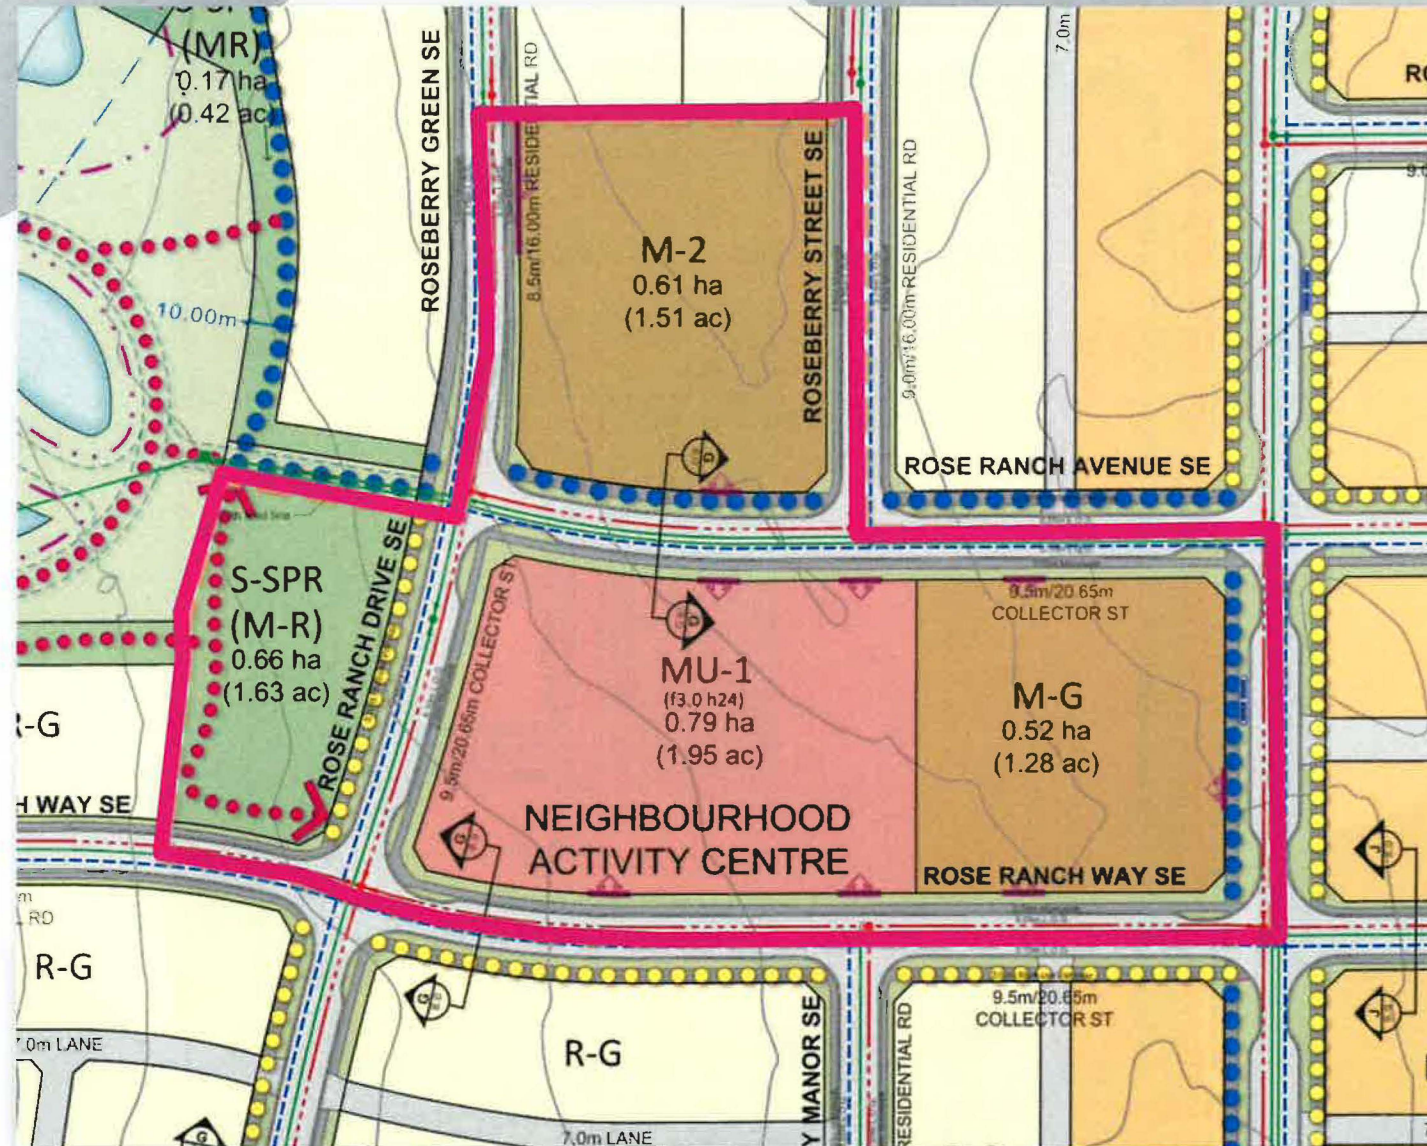 (MR)
0.17 ha
(0.42 ac)
10.00m
ROSEBERRY GREEN SE
8.5m/16.00m RESIDENTIAL RD
M-2
0.61 ha
(1.51 ac)
ROSEBERRY STREET SE
9.0m/16.00m RESIDENTIAL RD
7.0m
ROSE RANCH AVENUE SE
D
D
S-SPR
(M-R)
0.66 ha
(1.63 ac)
ROSE RANCH DRIVE SE
9.5m/20.65m COLLECTOR ST
MU-1
(f3.0 h24)
0.79 ha
(1.95 ac)
NEIGHBOURHOOD
ACTIVITY CENTRE
9.5m/20.65m
COLLECTOR ST
M-G
0.52 ha
(1.28 ac)
ROSE RANCH WAY SE
R-G
H WAY SE
G
J
RD
R-G
G
R-G
7.0m LANE
7.0m LANE
Y MANOR SE
RESIDENTIAL RD
9.5m/20.65m
COLLECTOR ST
J
G